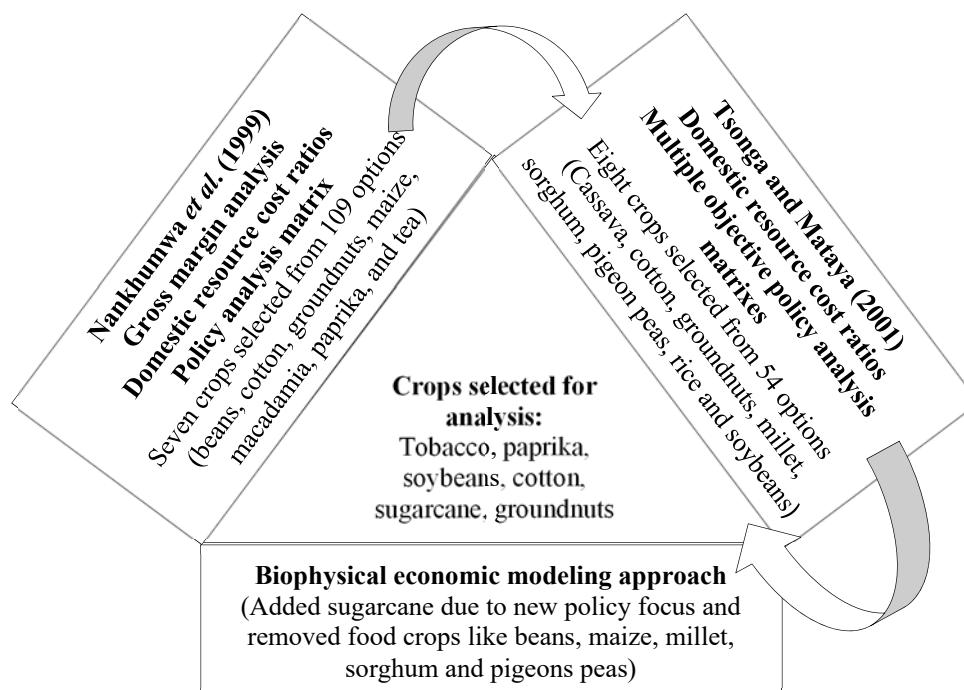 Nankhumwa et al. (1999)
Gross margin analysis
Domestic resource cost ratios
Policy analysis matrix
Seven crops selected from 109 options
(beans, cotton, groundnuts, maize,
macadamia, paprika, and tea)
Tsonga and Mataya (2001)
Domestic resource cost ratios
Multiple objective policy analysis
matrixes
Eight crops selected from 54 options
(Cassava, cotton, groundnuts, millet,
sorghum, pigeon peas, rice and soybeans)
Crops selected for
analysis:
Tobacco, paprika,
soybeans, cotton,
sugarcane, groundnuts
Biophysical economic modeling approach
(Added sugarcane due to new policy focus and
removed food crops like beans, maize, millet,
sorghum and pigeons peas)